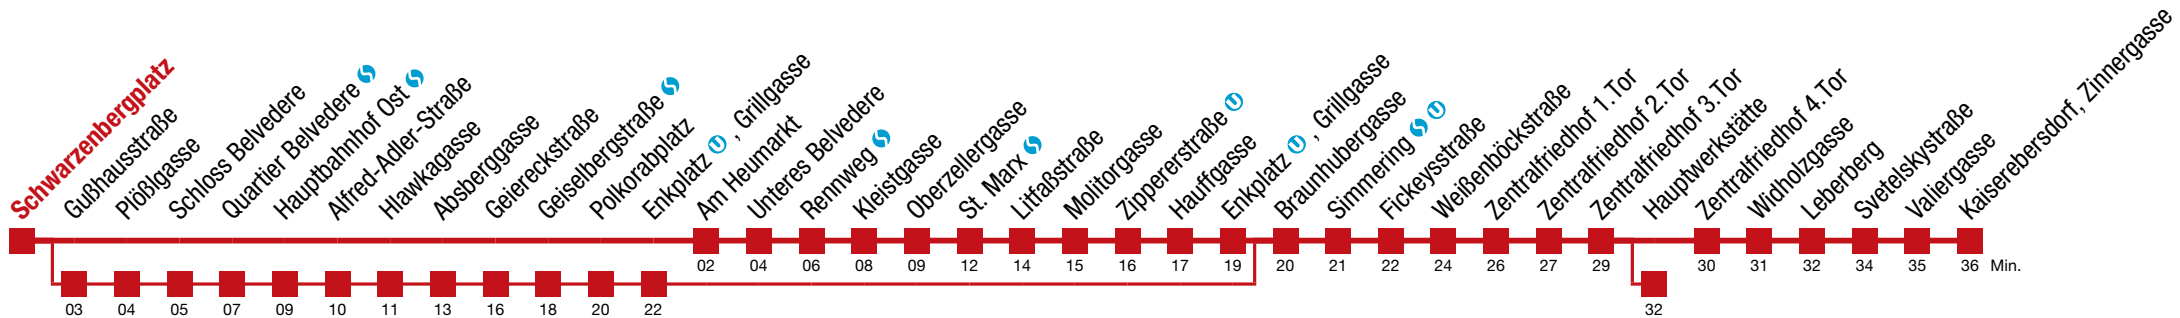 Schwarzenbergplatz
Gußhausstraße
Plößlgasse
Schloss Belvedere
Quartier Belvedere S
Hauptbahnhof Ost S
Alfred-Adler-Straße
Hlawkagasse
Absberggasse
Geiereckstraße
Geiselbergstraße S
Polkorabplatz
Enkplatz U , Grillgasse
Am Heumarkt
Unteres Belvedere
Rennweg S
Kleistgasse
Oberzellergasse
St. Marx S
Litfaßstraße
Molitorgasse
Zippererstraße U
Hauffgasse
Enkplatz U , Grillgasse
Braunhubergasse
Simmering S U
Fickeysstraße
Weißenböckstraße
Zentralfriedhof 1.Tor
Zentralfriedhof 2.Tor
Zentralfriedhof 3.Tor
Hauptwerkstätte
Zentralfriedhof 4.Tor
Widholzgasse
Leberberg
Svetelskystraße
Valiergasse
Kaiserebersdorf, Zinnergasse
02 04 06 08 09 12 14 15 16 17 19 20 21 22 24 26 27 29 30 31 32 34 35 36 Min.
03 04 05 07 09 10 11 13 16 18 20 22 32